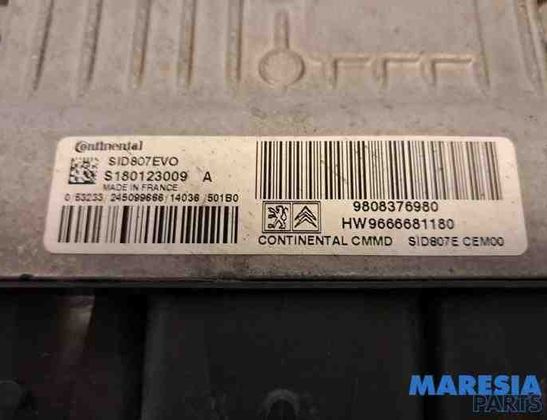 Continental
SID807EVO
S180123009 A
MADE IN FRANCE
0/53233/245099666/14036/501B0
9808376980
HW9666681180
CONTINENTAL CMMD SID807E CEM00
MARESIA
PARTS